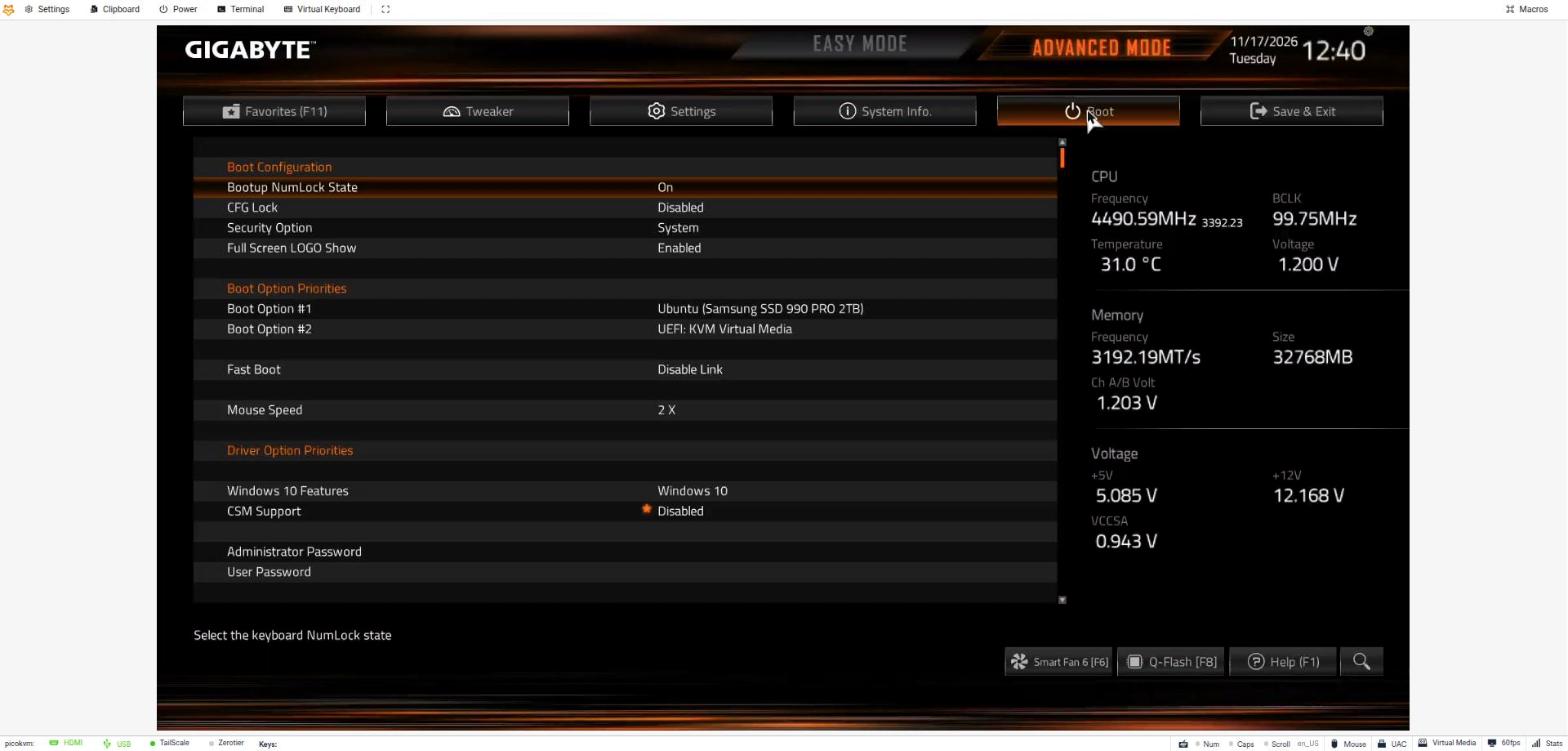 Settings Clipboard Power Terminal Virtual Keyboard Macros
GIGABYTE™ EASY MODE ADVANCED MODE 11/17/2026 Tuesday 12:40
Favorites (F11) Tweaker Settings System Info. Boot Save & Exit
Boot Configuration
Bootup NumLock State On
CFG Lock Disabled
Security Option System
Full Screen LOGO Show Enabled
Boot Option Priorities
Boot Option #1 Ubuntu (Samsung SSD 990 PRO 2TB)
Boot Option #2 UEFI: KVM Virtual Media
Fast Boot Disable Link
Mouse Speed 2 X
Driver Option Priorities
Windows 10 Features Windows 10
CSM Support Disabled
Administrator Password
User Password
CPU
Frequency BCLK
4490.59MHz 3392.23 99.75MHz
Temperature Voltage
31.0 °C 1.200 V
Memory
Frequency Size
3192.19MT/s 32768MB
Ch A/B Volt
1.203 V
Voltage
+5V +12V
5.085 V 12.168 V
VCCSA
0.943 V
Select the keyboard NumLock state
Smart Fan 6 [F6] Q-Flash [F8] Help (F1)
picokvm: HDMI USB TailScale Zerotier Keys: Num Caps Scroll en_US Mouse UAC Virtual Media 60fps Stats